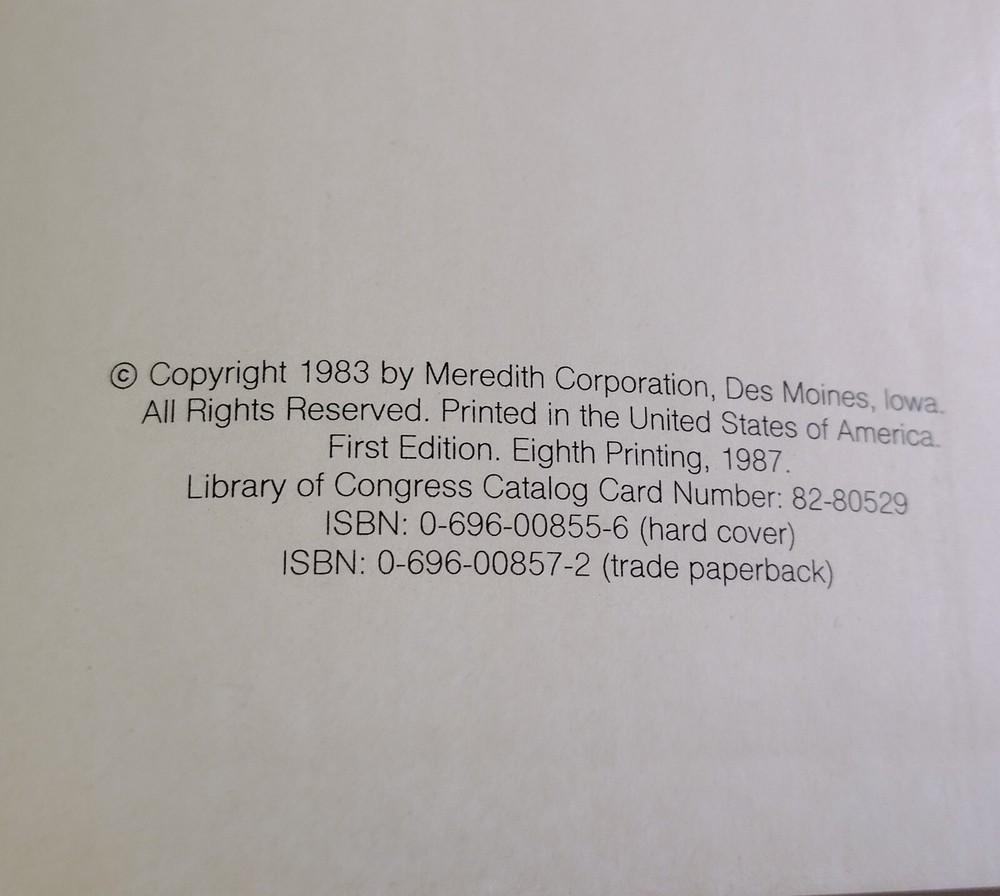 © Copyright 1983 by Meredith Corporation, Des Moines, Iowa.
All Rights Reserved. Printed in the United States of America.
First Edition. Eighth Printing, 1987.
Library of Congress Catalog Card Number: 82-80529
ISBN: 0-696-00855-6 (hard cover)
ISBN: 0-696-00857-2 (trade paperback)